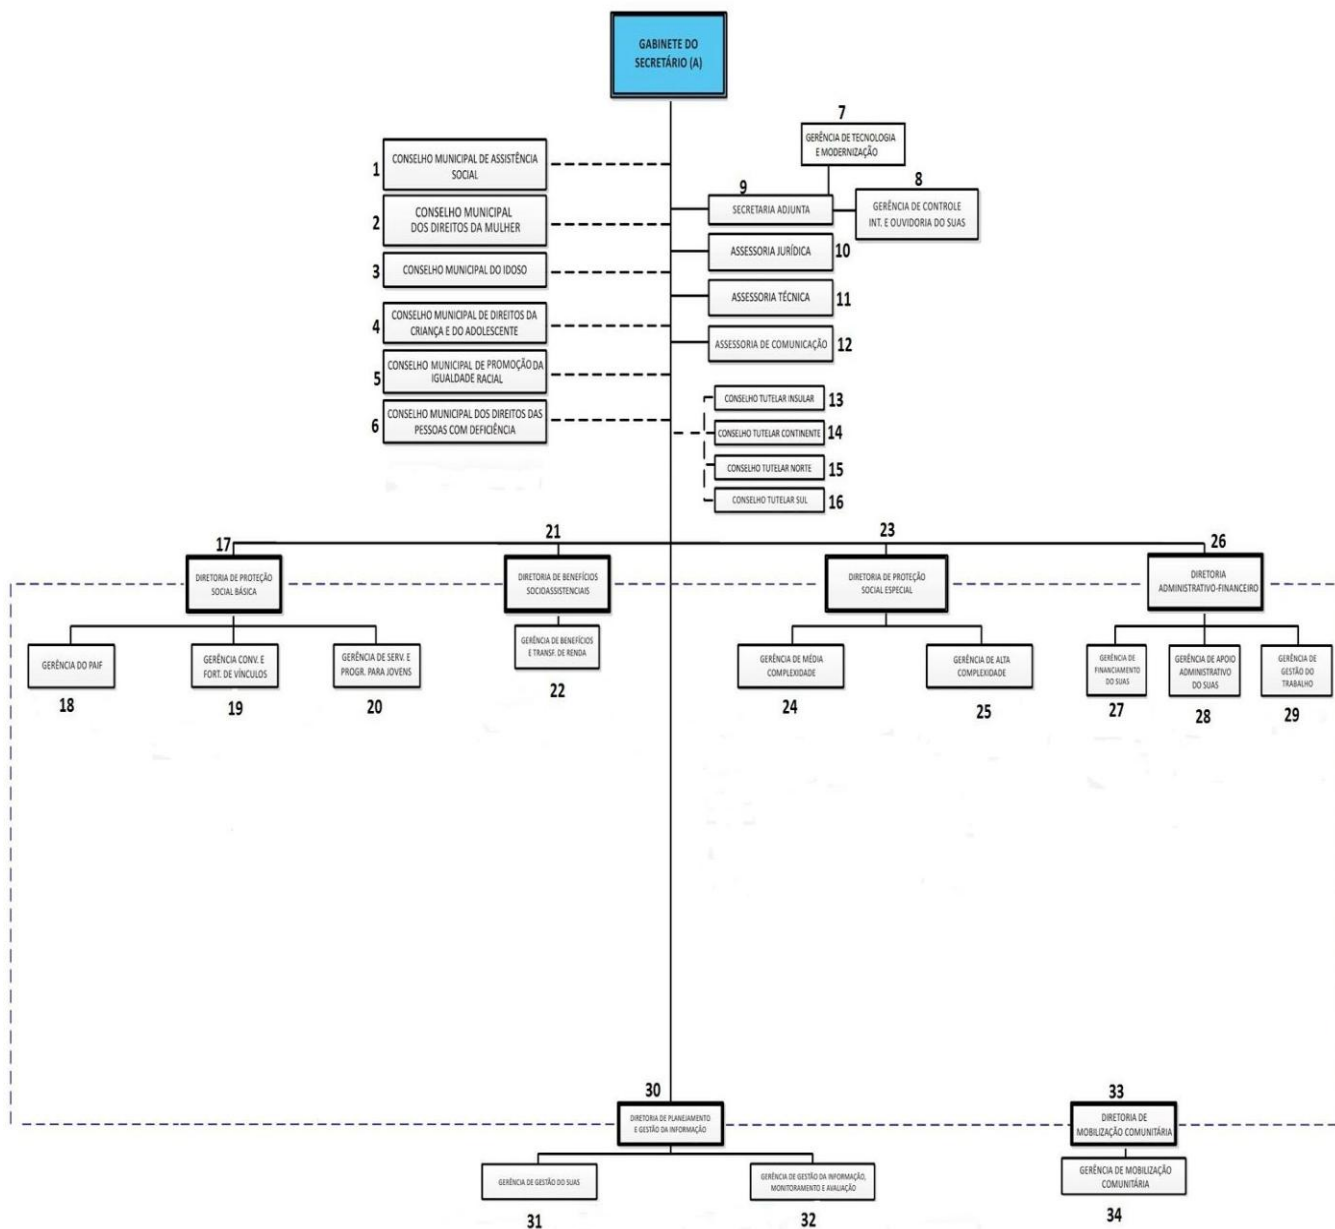 GABINETE DO
SECRETÁRIO (A)
7
GERÊNCIA DE TECNOLOGIA
E MODERNIZAÇÃO
1
CONSELHO MUNICIPAL DE ASSISTÊNCIA
SOCIAL
9
SECRETARIA ADJUNTA
8
GERÊNCIA DE CONTROLE
INT. E OUVIDORIA DO SUAS
2
CONSELHO MUNICIPAL
DOS DIREITOS DA MULHER
ASSESSORIA JURÍDICA
10
3
CONSELHO MUNICIPAL DO IDOSO
ASSESSORIA TÉCNICA
11
4
CONSELHO MUNICIPAL DE DIREITOS DA
CRIANÇA E DO ADOLESCENTE
ASSESSORIA DE COMUNICAÇÃO
12
5
CONSELHO MUNICIPAL DE PROMOÇÃO DA
IGUALDADE RACIAL
6
CONSELHO MUNICIPAL DOS DIREITOS DAS
PESSOAS COM DEFICIÊNCIA
CONSELHO TUTELAR INSULAR
13
CONSELHO TUTELAR CONTINENTE
14
CONSELHO TUTELAR NORTE
15
CONSELHO TUTELAR SUL
16
17
DIRETORIA DE PROTEÇÃO
SOCIAL BÁSICA
21
DIRETORIA DE BENEFÍCIOS
SOCIOASSISTENCIAIS
23
DIRETORIA DE PROTEÇÃO
SOCIAL ESPECIAL
26
DIRETORIA
ADMINISTRATIVO-FINANCEIRO
GERÊNCIA DO PAIF
18
GERÊNCIA CONV. E
FORT. DE VÍNCULOS
19
GERÊNCIA DE SERV. E
PROGR. PARA JOVENS
20
GERÊNCIA DE BENEFÍCIOS
E TRANSF. DE RENDA
22
GERÊNCIA DE MÉDIA
COMPLEXIDADE
24
GERÊNCIA DE ALTA
COMPLEXIDADE
25
GERÊNCIA DE
FINANCIAMENTO
DO SUAS
27
GERÊNCIA DE APOIO
ADMINISTRATIVO
DO SUAS
28
GERÊNCIA DE
GESTÃO DO
TRABALHO
29
30
DIRETORIA DE PLANEJAMENTO
E GESTÃO DA INFORMAÇÃO
33
DIRETORIA DE
MOBILIZAÇÃO COMUNITÁRIA
GERÊNCIA DE GESTÃO DO SUAS
31
GERÊNCIA DE GESTÃO DA INFORMAÇÃO,
MONITORAMENTO E AVALIAÇÃO
32
GERÊNCIA DE MOBILIZAÇÃO
COMUNITÁRIA
34